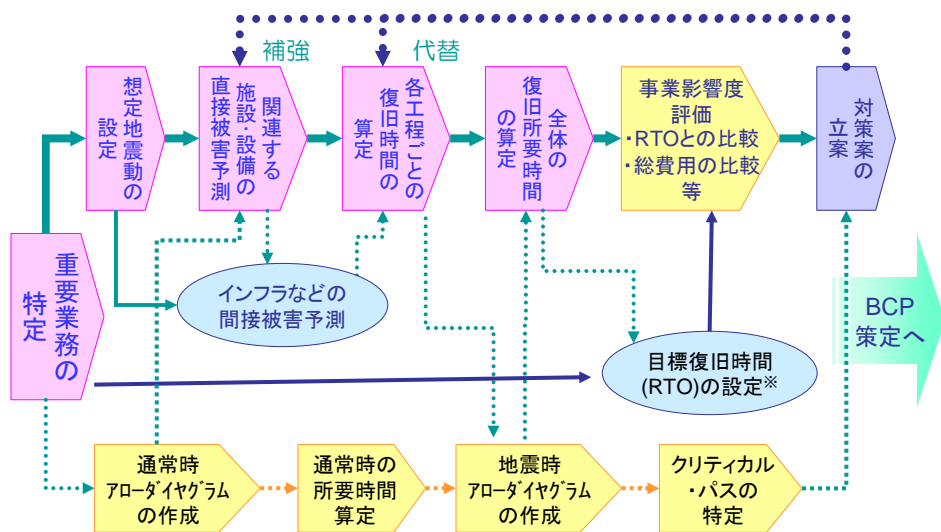 補強
代替
想定地震動の
設定
関連する
施設・設備の
直接被害予測
各工程ごとの
復旧時間の
算定
全体の
復旧所要時間
の算定
事業影響度
評価
・RTOとの比較
・総費用の比較
等
対策案の
立案
重要業務の
特定
インフラなどの
間接被害予測
目標復旧時間
(RTO)の設定※
BCP
策定へ
通常時
アローダイヤグラム
の作成
通常時の
所要時間
算定
地震時
アローダイヤグラム
の作成
クリティカル
・パスの
特定